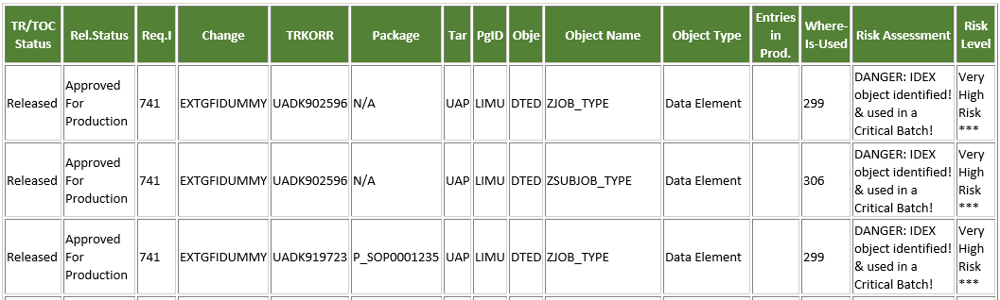 TR/TOC Status Rel.Status Req.I Change TRKORR Package Tar PgID Obje Object Name Object Type Entries in Prod. Where-Is-Used Risk Assessment Risk Level
Released Approved For Production 741 EXTGFIDUMMY UADK902596 N/A UAP LIMU DTED ZJOB_TYPE Data Element 299 DANGER: IDEX object identified! & used in a Critical Batch! Very High Risk ***
Released Approved For Production 741 EXTGFIDUMMY UADK902596 N/A UAP LIMU DTED ZSUBJOB_TYPE Data Element 306 DANGER: IDEX object identified! & used in a Critical Batch! Very High Risk ***
Released Approved For Production 741 EXTGFIDUMMY UADK919723 P_SOP0001235 UAP LIMU DTED ZJOB_TYPE Data Element 299 DANGER: IDEX object identified! & used in a Critical Batch! Very High Risk ***